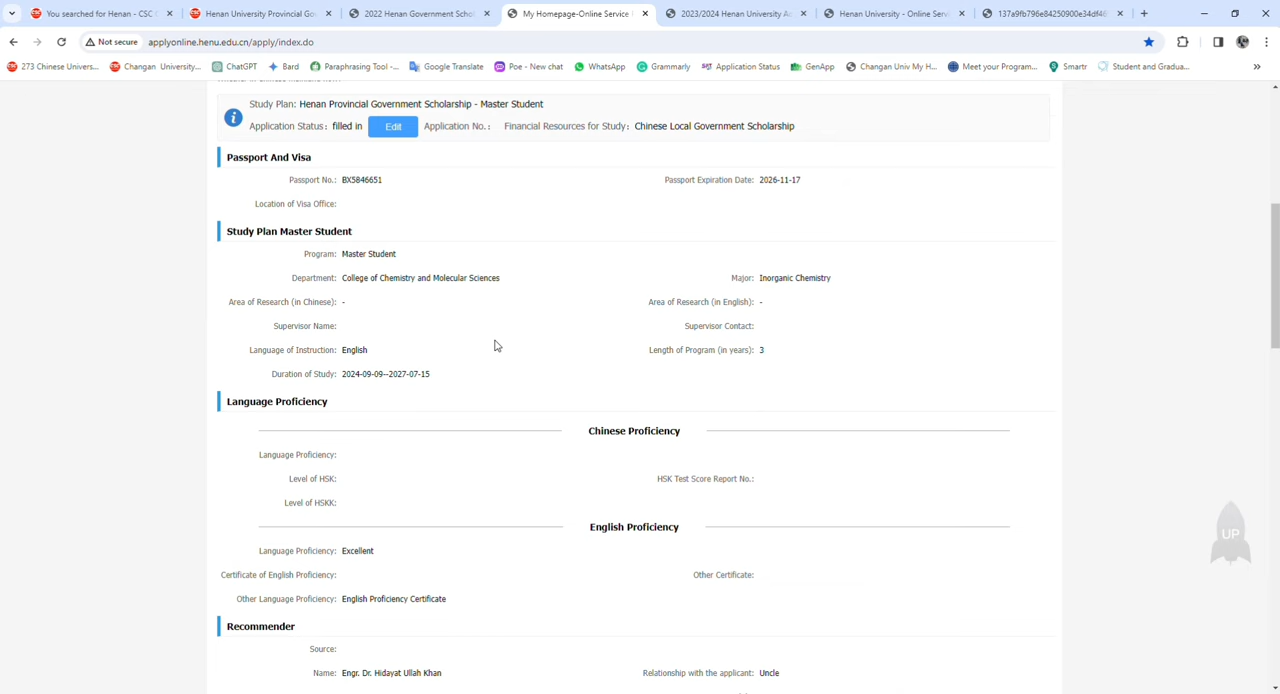 You searched for Henan - CSC
Henan University Provincial Go
2022 Henan Government Schol
My Homepage-Online Service
2023/2024 Henan University A
Henan University - Online Serv
137a9fb796e84250900e34df46
Not secure
applyonline.henu.edu.cn/apply/index.do
273 Chinese Univers...
Changan University,...
ChatGPT
Bard
Paraphrasing Tool -...
Google Translate
Poe - New chat
WhatsApp
Grammarly
Application Status
GenApp
Changan Univ My H...
Meet your Program...
Smartr
Student and Gradua...
Study Plan: Henan Provincial Government Scholarship - Master Student
Application Status: filled in Edit Application No.: Financial Resources for Study: Chinese Local Government Scholarship
Passport And Visa
Passport No.: BX5846651 Passport Expiration Date: 2026-11-17
Location of Visa Office:
Study Plan Master Student
Program: Master Student
Department: College of Chemistry and Molecular Sciences Major: Inorganic Chemistry
Area of Research (in Chinese): - Area of Research (in English): -
Supervisor Name: Supervisor Contact:
Language of Instruction: English Length of Program (in years): 3
Duration of Study: 2024-09-09--2027-07-15
Language Proficiency
Chinese Proficiency
Language Proficiency:
Level of HSK: HSK Test Score Report No.:
Level of HSKK:
English Proficiency
Language Proficiency: Excellent
Certificate of English Proficiency: Other Certificate:
Other Language Proficiency: English Proficiency Certificate
UP
Recommender
Source:
Name: Engr. Dr. Hidayat Ullah Khan Relationship with the applicant: Uncle